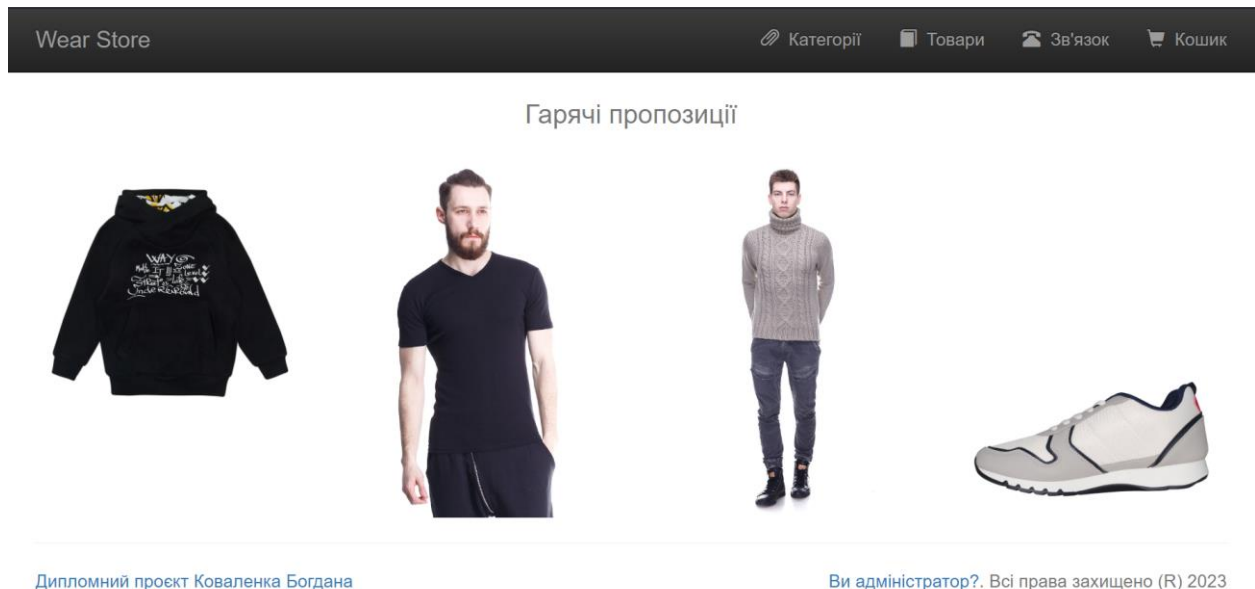 Wear Store
Категорії
Товари
Зв'язок
Кошик
Гарячі пропозиції
WAY
Дипломний проєкт Коваленка Богдана
Ви адміністратор?. Всі права захищено (R) 2023